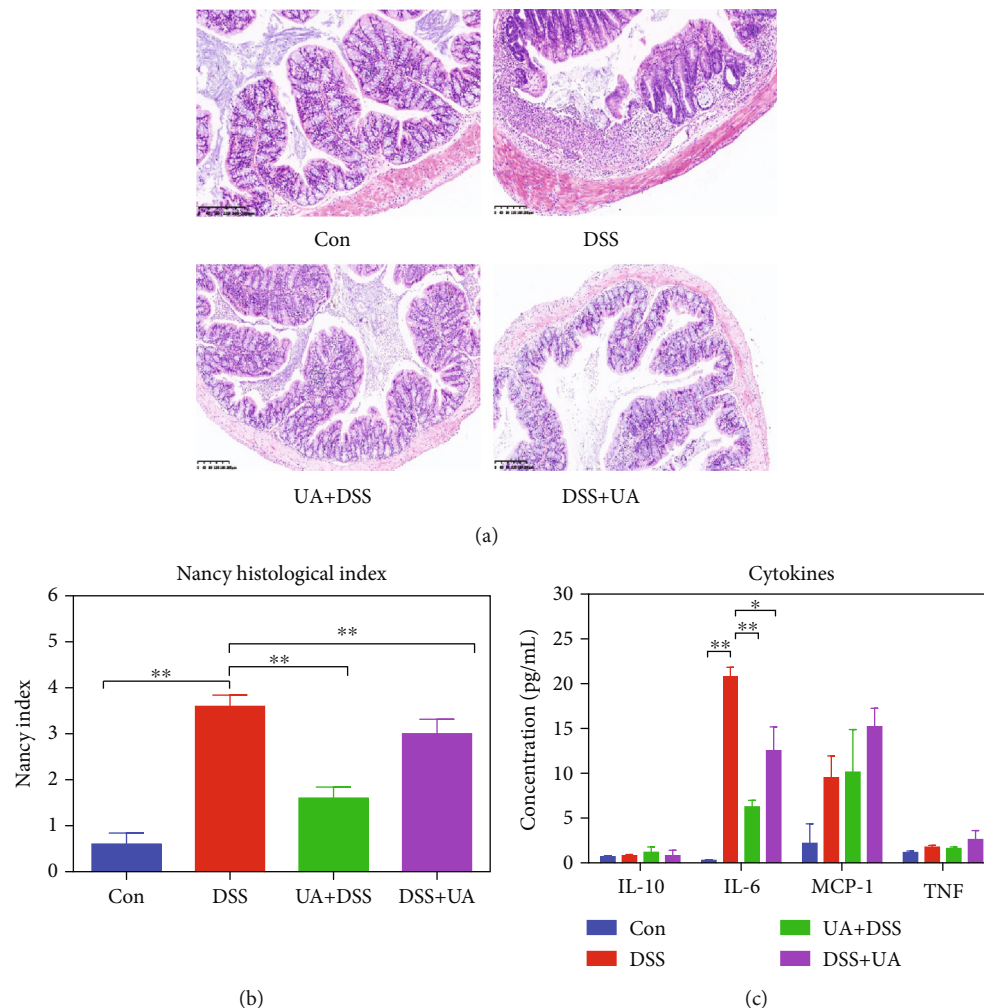 Con
DSS
UA+DSS
DSS+UA
(a)
Nancy histological index
Nancy index
6
5
4
3
2
1
0
**
**
**
Con
DSS
UA+DSS
DSS+UA
(b)
Cytokines
Concentration (pg/mL)
30
25
20
15
10
5
0
*
**
**
IL-10
IL-6
MCP-1
TNF
Con
DSS
UA+DSS
DSS+UA
(c)